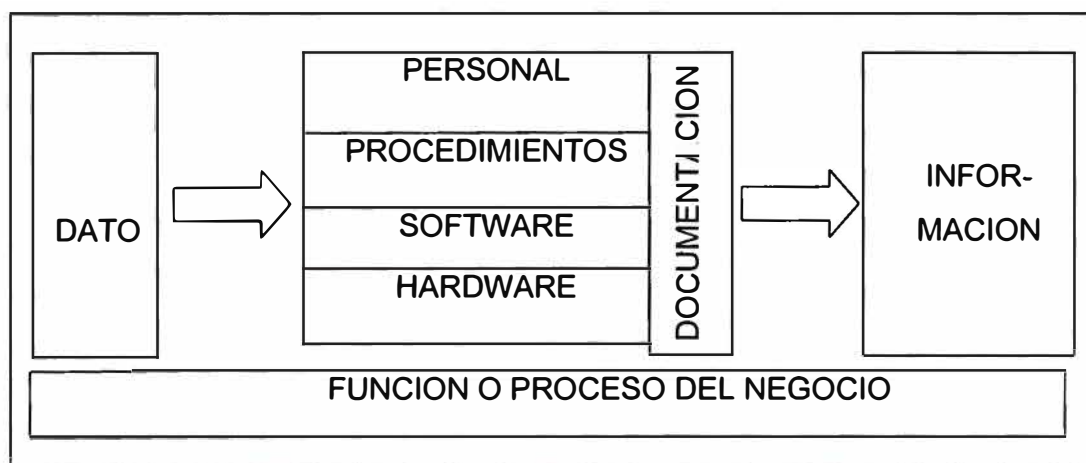 DATO
PERSONAL
PROCEDIMIENTOS
SOFTWARE
HARDWARE
DOCUMENTACION
INFOR-
MACION
FUNCION O PROCESO DEL NEGOCIO